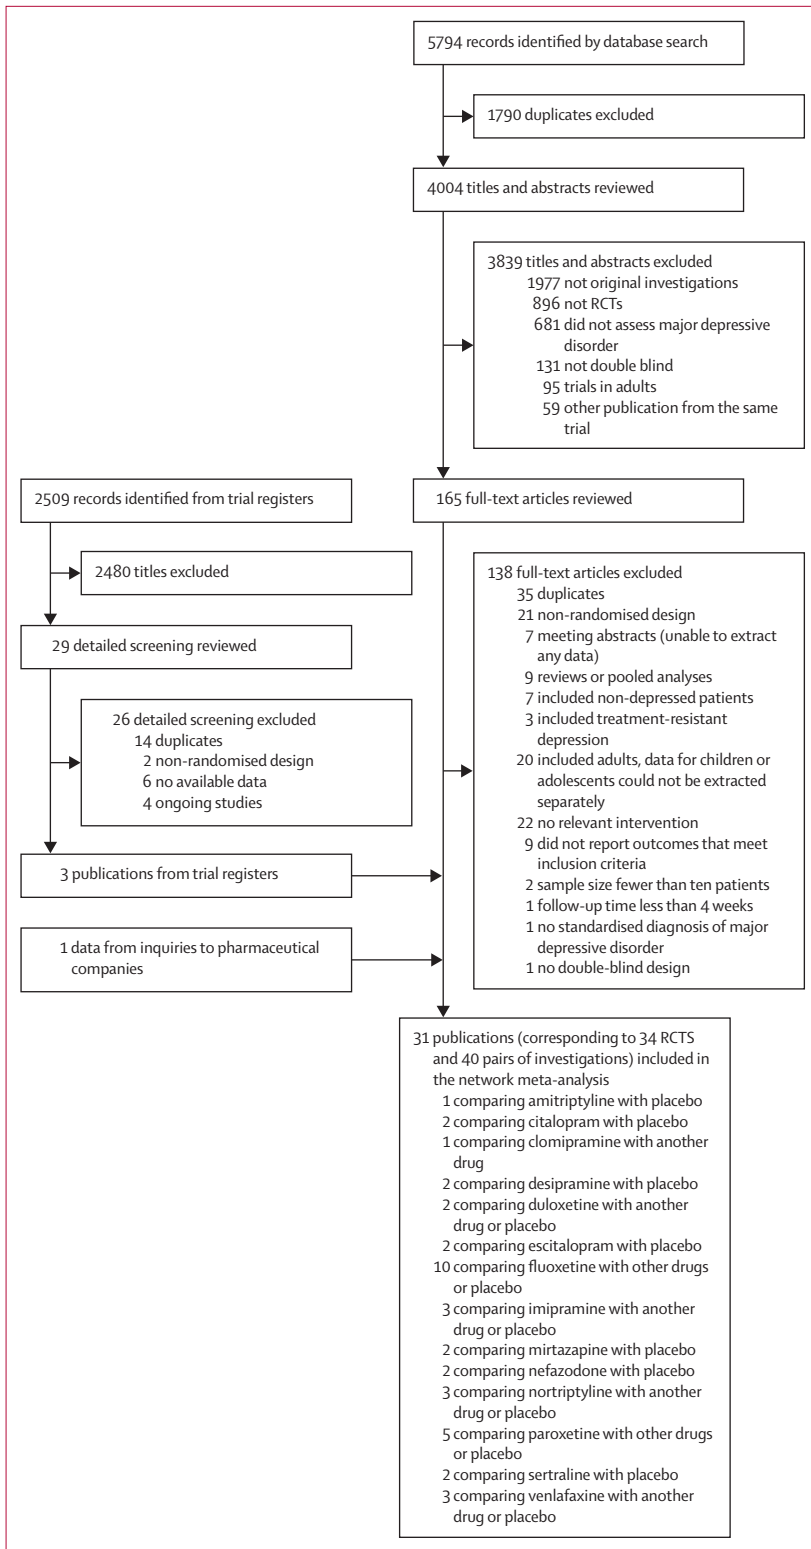 5794 records identified by database search
1790 duplicates excluded
4004 titles and abstracts reviewed
3839 titles and abstracts excluded
1977 not original investigations
896 not RCTs
681 did not assess major depressive
disorder
131 not double blind
95 trials in adults
59 other publication from the same
trial
2509 records identified from trial registers
165 full-text articles reviewed
2480 titles excluded
29 detailed screening reviewed
138 full-text articles excluded
35 duplicates
21 non-randomised design
7 meeting abstracts (unable to extract
any data)
9 reviews or pooled analyses
7 included non-depressed patients
3 included treatment-resistant
depression
20 included adults, data for children or
adolescents could not be extracted
separately
22 no relevant intervention
9 did not report outcomes that meet
inclusion criteria
2 sample size fewer than ten patients
1 follow-up time less than 4 weeks
1 no standardised diagnosis of major
depressive disorder
1 no double-blind design
26 detailed screening excluded
14 duplicates
2 non-randomised design
6 no available data
4 ongoing studies
3 publications from trial registers
1 data from inquiries to pharmaceutical
companies
31 publications (corresponding to 34 RCTS
and 40 pairs of investigations) included in
the network meta-analysis
1 comparing amitriptyline with placebo
2 comparing citalopram with placebo
1 comparing clomipramine with another
drug
2 comparing desipramine with placebo
2 comparing duloxetine with another
drug or placebo
2 comparing escitalopram with placebo
10 comparing fluoxetine with other drugs
or placebo
3 comparing imipramine with another
drug or placebo
2 comparing mirtazapine with placebo
2 comparing nefazodone with placebo
3 comparing nortriptyline with another
drug or placebo
5 comparing paroxetine with other drugs
or placebo
2 comparing sertraline with placebo
3 comparing venlafaxine with another
drug or placebo